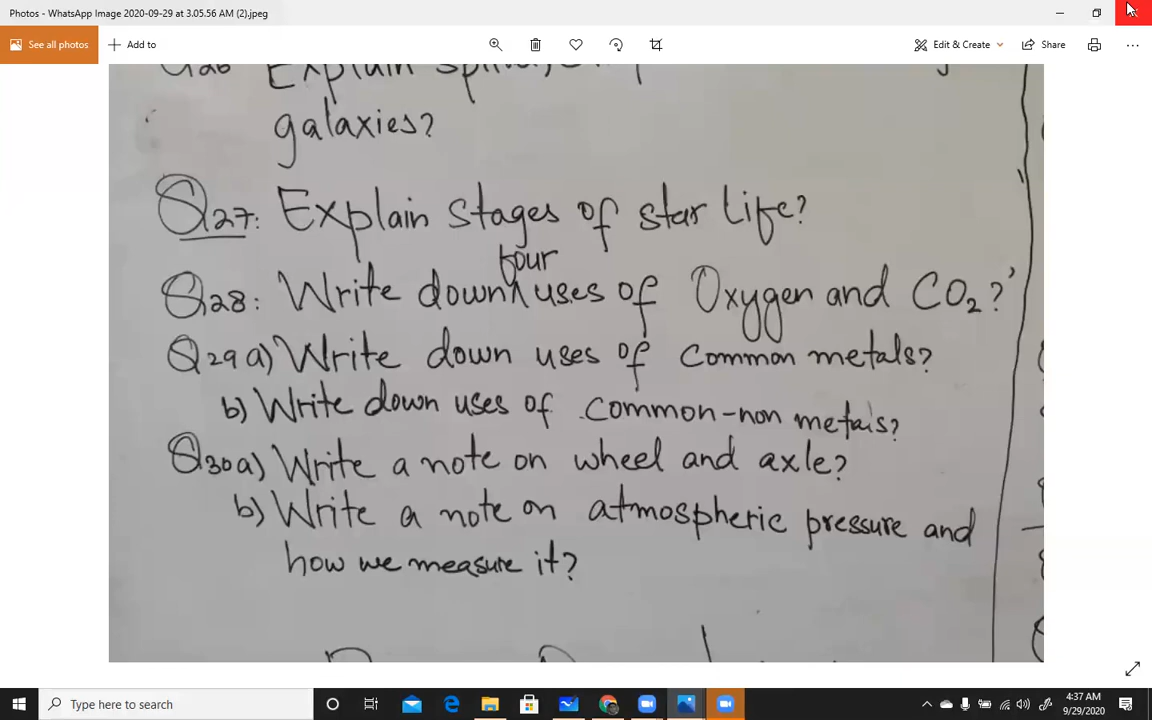 Photos - WhatsApp Image 2020-09-29 at 3.05.56 AM (2).jpeg
See all photos
Add to
Edit & Create
Share
Explain
galaxies?
Q27: Explain stages of star life?
four
Q28: Write down^uses of Oxygen and CO2?
Q29 a) Write down uses of common metals?
b) Write down uses of common-non metals?
Q30a) Write a note on wheel and axle?
b) Write a note on atmospheric pressure and
how we measure it?
Type here to search
4:37 AM
9/29/2020